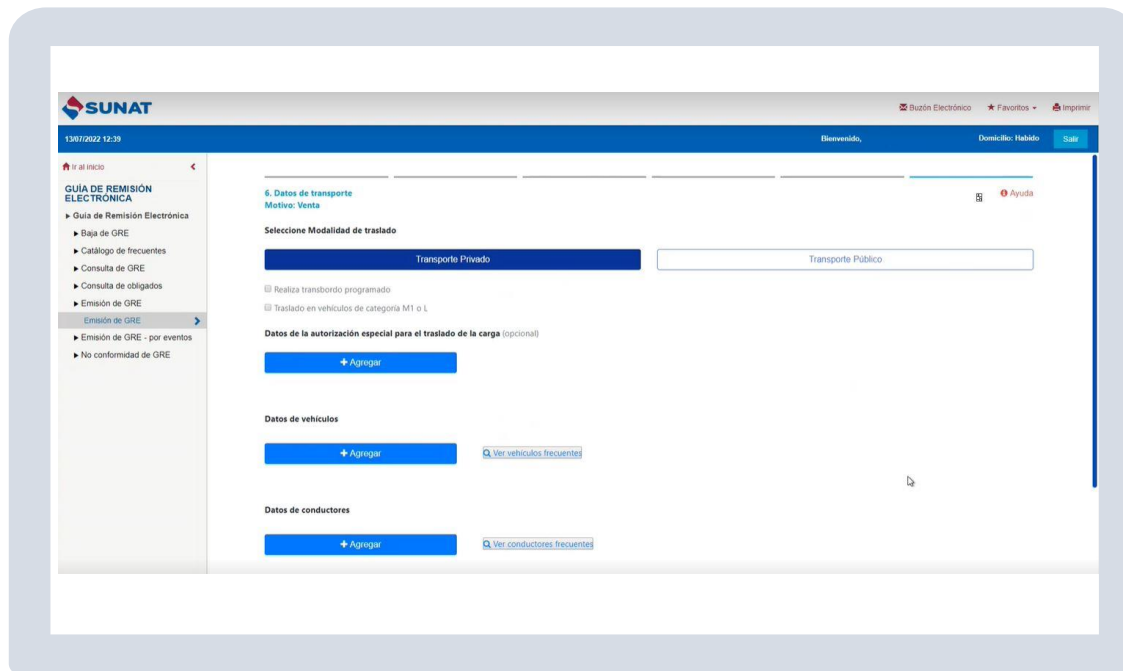 SUNAT
Buzón Electrónico Favoritos Imprimir
13/07/2022 12:39 Bienvenido, Domicilio: Habido Salir
Ir al inicio
GUÍA DE REMISIÓN
ELECTRÓNICA
Guia de Remisión Electrónica
Baja de GRE
Catálogo de frecuentes
Consulta de GRE
Consulta de obligados
Emisión de GRE
Emisión de GRE
Emisión de GRE - por eventos
No conformidad de GRE
6. Datos de transporte
Motivo: Venta
Ayuda
Seleccione Modalidad de traslado
Transporte Privado Transporte Público
Realiza transbordo programado
Traslado en vehículos de categoría M1 o L
Datos de la autorización especial para el traslado de la carga (opcional)
+ Agregar
Datos de vehículos
+ Agregar Ver vehículos frecuentes
Datos de conductores
+ Agregar Ver conductores frecuentes